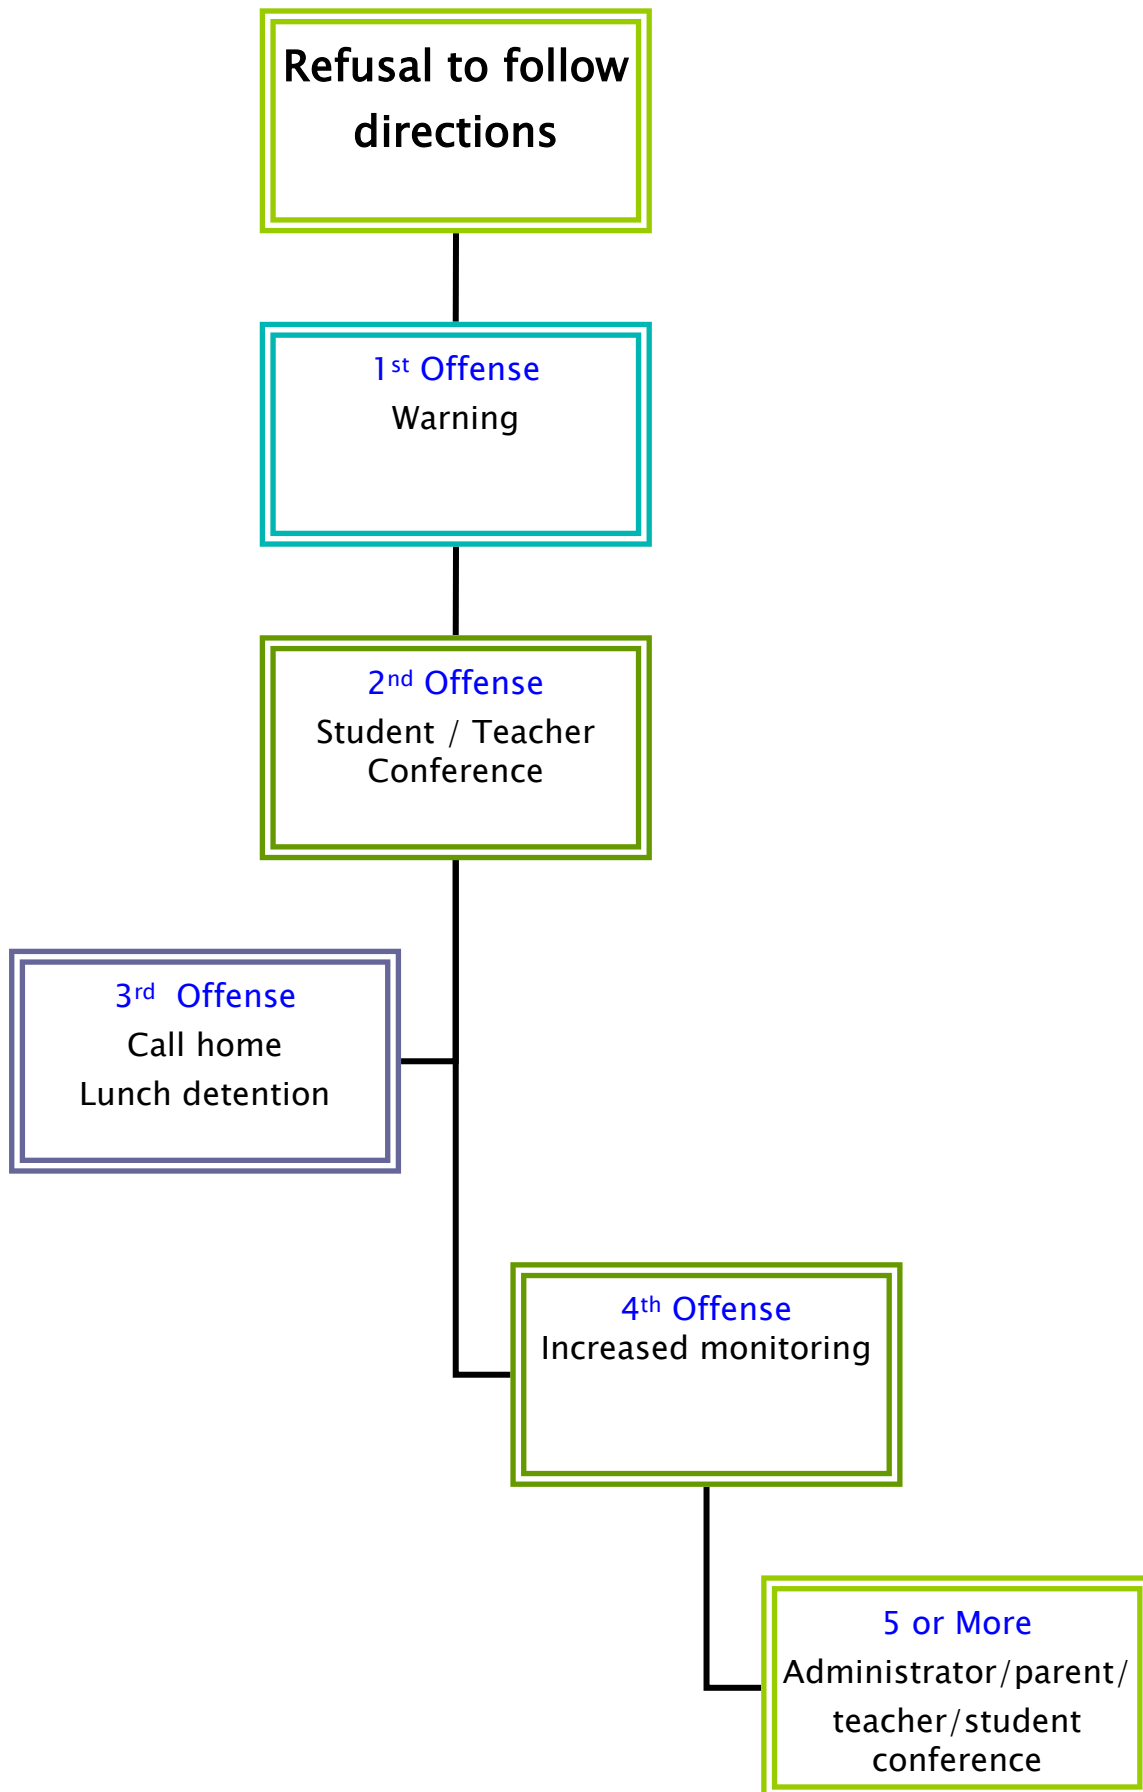 Refusal to follow
directions
1st Offense
Warning
2nd Offense
Student / Teacher
Conference
3rd  Offense
Call home
Lunch detention
4th Offense
Increased monitoring
5 or More
Administrator/parent/
teacher/student
conference